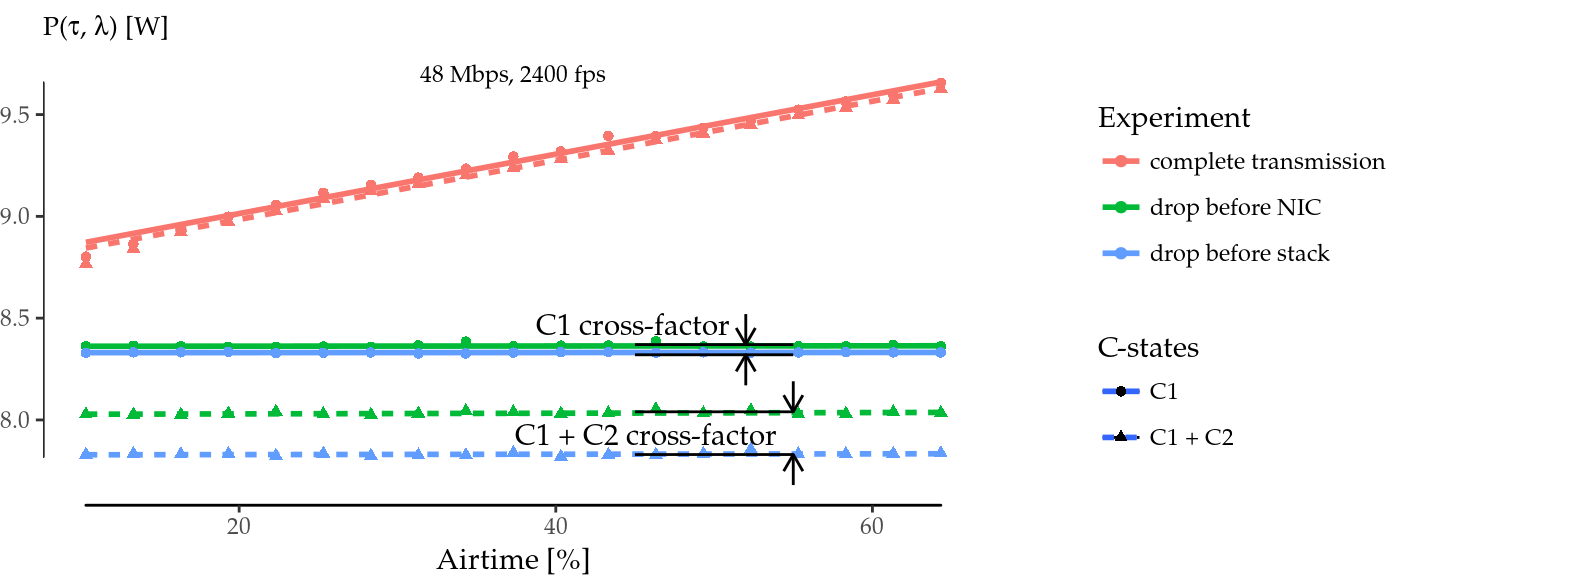 P(τ, λ) [W]
48 Mbps, 2400 fps
9.5
9.0
8.5
8.0
C1 cross-factor
C1 + C2 cross-factor
20
40
60
Airtime [%]
Experiment
complete transmission
drop before NIC
drop before stack
C-states
C1
C1 + C2